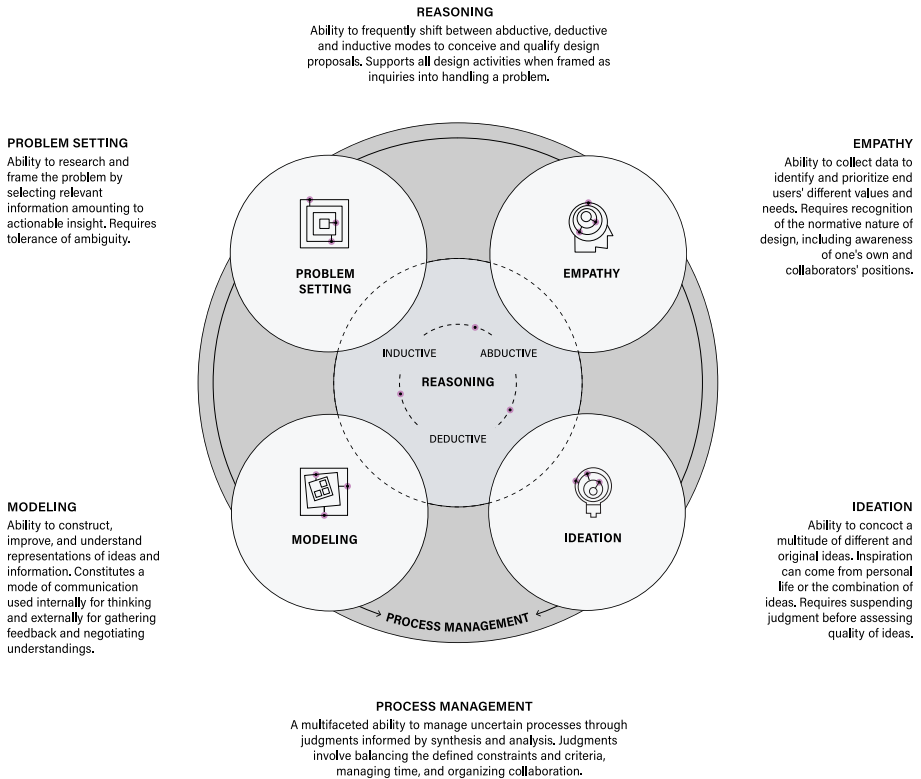 REASONING
Ability to frequently shift between abductive, deductive
and inductive modes to conceive and qualify design
proposals. Supports all design activities when framed as
inquiries into handling a problem.
PROBLEM SETTING
Ability to research and
frame the problem by
selecting relevant
information amounting to
actionable insight. Requires
tolerance of ambiguity.
EMPATHY
Ability to collect data to
identify and prioritize end
users' different values and
needs. Requires recognition
of the normative nature of
design, including awareness
of one's own and
collaborators' positions.
PROBLEM
SETTING
EMPATHY
INDUCTIVE
ABDUCTIVE
REASONING
DEDUCTIVE
MODELING
IDEATION
PROCESS MANAGEMENT
MODELING
Ability to construct,
improve, and understand
representations of ideas and
information. Constitutes a
mode of communication
used internally for thinking
and externally for gathering
feedback and negotiating
understandings.
IDEATION
Ability to concoct a
multitude of different and
original ideas. Inspiration
can come from personal
life or the combination of
ideas. Requires suspending
judgment before assessing
quality of ideas.
PROCESS MANAGEMENT
A multifaceted ability to manage uncertain processes through
judgments informed by synthesis and analysis. Judgments
involve balancing the defined constraints and criteria,
managing time, and organizing collaboration.